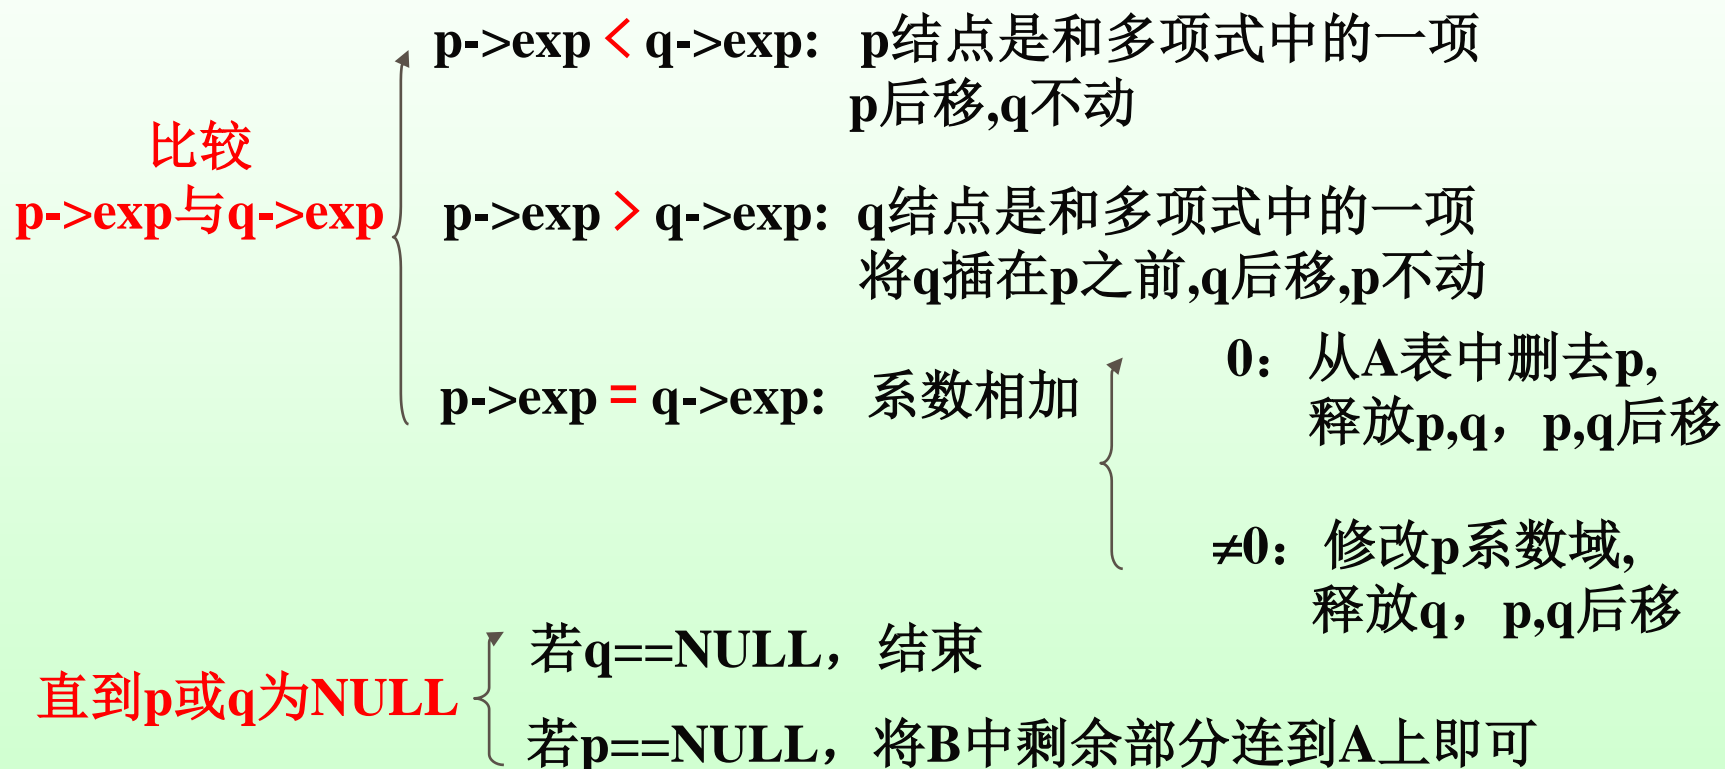 p->exp < q->exp: p结点是和多项式中的一项
p后移,q不动
比较
p->exp与q->exp
p->exp > q->exp: q结点是和多项式中的一项
将q插在p之前,q后移,p不动
p->exp = q->exp: 系数相加
0：从A表中删去p,
释放p,q，p,q后移
≠0：修改p系数域,
释放q，p,q后移
直到p或q为NULL
若q==NULL，结束
若p==NULL，将B中剩余部分连到A上即可